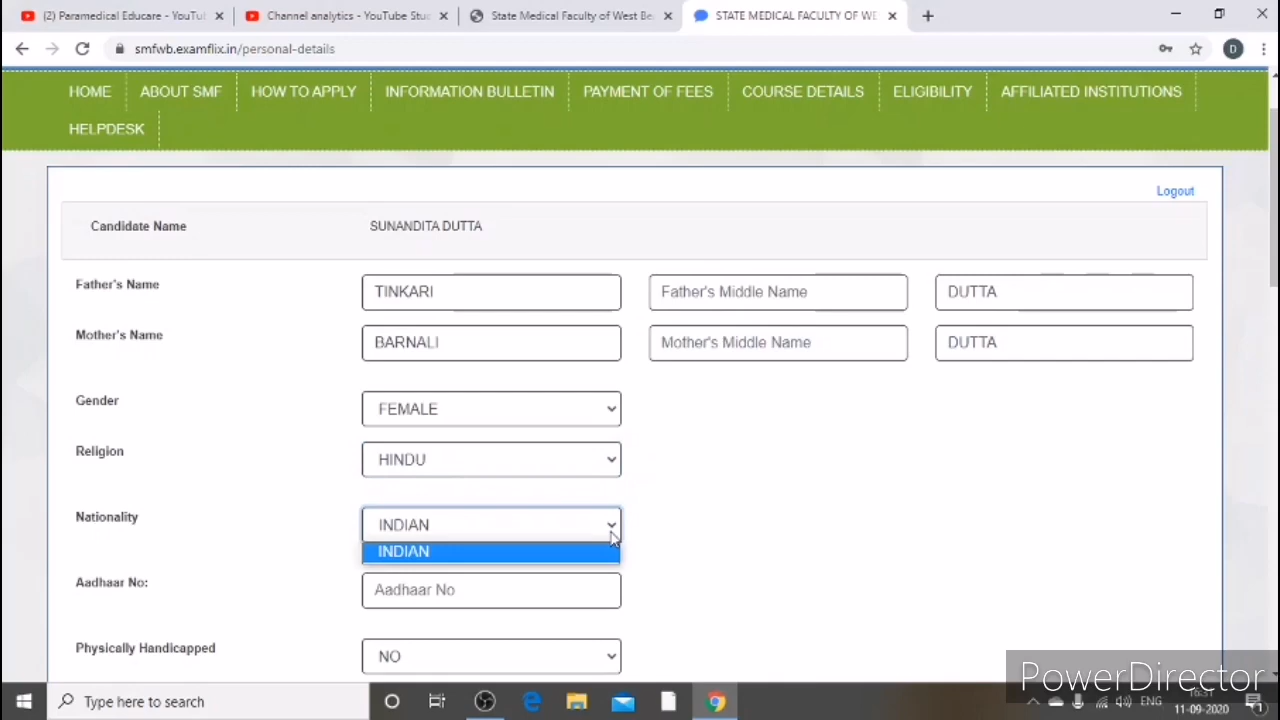 (2) Paramedical Educare - YouTu
Channel analytics - YouTube Stu
State Medical Faculty of West Be
STATE MEDICAL FACULTY OF WE
smfwb.examflix.in/personal-details
D
HOME
ABOUT SMF
HOW TO APPLY
INFORMATION BULLETIN
PAYMENT OF FEES
COURSE DETAILS
ELIGIBILITY
AFFILIATED INSTITUTIONS
HELPDESK
Logout
Candidate Name SUNANDITA DUTTA
Father's Name TINKARI Father's Middle Name DUTTA
Mother's Name BARNALI Mother's Middle Name DUTTA
Gender FEMALE
Religion HINDU
Nationality INDIAN
INDIAN
Aadhaar No: Aadhaar No
Physically Handicapped NO
PowerDirector
Type here to search
ENG
16:31
11-09-2020